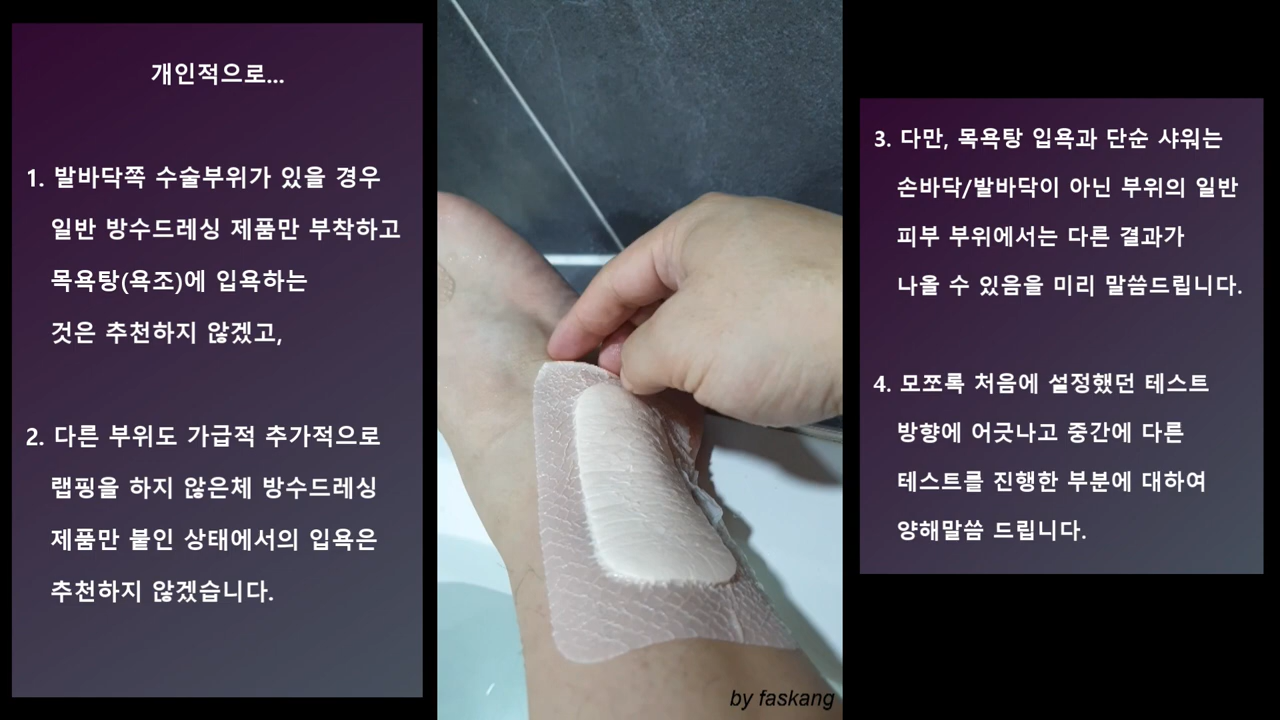 개인적으로...
1. 발바닥쪽 수술부위가 있을 경우
일반 방수드레싱 제품만 부착하고
목욕탕(욕조)에 입욕하는
것은 추천하지 않겠고,
2. 다른 부위도 가급적 추가적으로
랩핑을 하지 않은체 방수드레싱
제품만 붙인 상태에서의 입욕은
추천하지 않겠습니다.
by faskang
3. 다만, 목욕탕 입욕과 단순 샤워는
손바닥/발바닥이 아닌 부위의 일반
피부 부위에서는 다른 결과가
나올 수 있음을 미리 말씀드립니다.
4. 모쪼록 처음에 설정했던 테스트
방향에 어긋나고 중간에 다른
테스트를 진행한 부분에 대하여
양해말씀 드립니다.